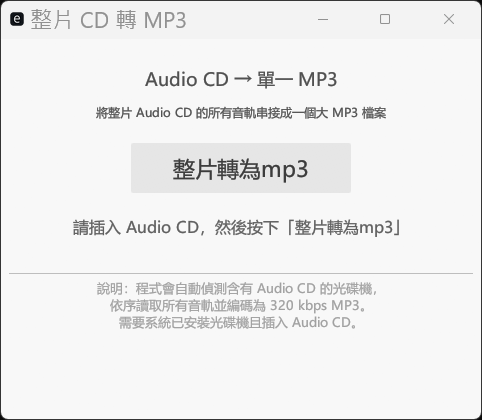 整片 CD 轉 MP3
Audio CD → 單一 MP3
將整片 Audio CD 的所有音軌串接成一個大 MP3 檔案
整片轉為mp3
請插入 Audio CD，然後按下「整片轉為mp3」
說明：程式會自動偵測含有 Audio CD 的光碟機，
依序讀取所有音軌並編碼為 320 kbps MP3。
需要系統已安裝光碟機且插入 Audio CD。